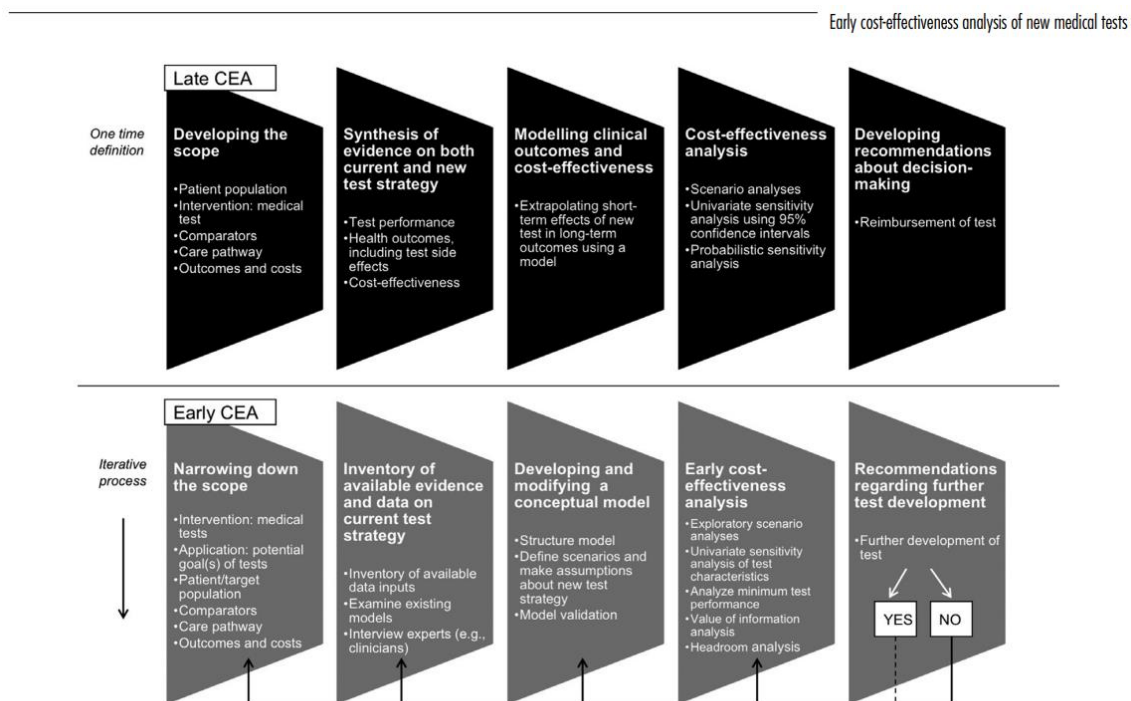 Early cost-effectiveness analysis of new medical tests
Late CEA
One time
definition
Developing the
scope
•Patient population
•Intervention: medical
test
•Comparators
•Care pathway
•Outcomes and costs
Synthesis of
evidence on both
current and new
test strategy
•Test performance
•Health outcomes,
including test side
effects
•Cost-effectiveness
Modelling clinical
outcomes and
cost-effectiveness
•Extrapolating short-
term effects of new
test in long-term
outcomes using a
model
Cost-effectiveness
analysis
•Scenario analyses
•Univariate sensitivity
analysis using 95%
confidence intervals
•Probabilistic sensitivity
analysis
Developing
recommendations
about decision-
making
•Reimbursement of test
Early CEA
Iterative
process
Narrowing down
the scope
•Intervention: medical
tests
•Application: potential
goal(s) of tests
•Patient/target
population
•Comparators
•Care pathway
•Outcomes and costs
Inventory of
available evidence
and data on
current test
strategy
•Inventory of available
data inputs
•Examine existing
models
•Interview experts (e.g.,
clinicians)
Developing and
modifying a
conceptual model
•Structure model
•Define scenarios and
make assumptions
about new test
strategy
•Model validation
Early cost-
effectiveness
analysis
•Exploratory scenario
analyses
•Univariate sensitivity
analysis of test
characteristics
•Analyze minimum test
performance
•Value of information
analysis
•Headroom analysis
Recommendations
regarding further
test development
•Further development of
test
YES
NO